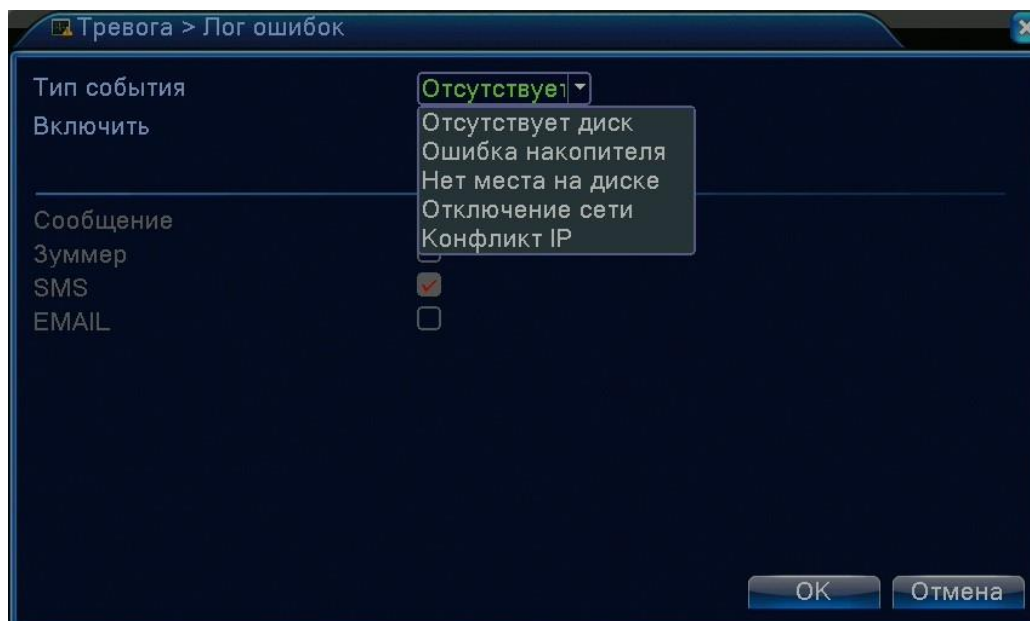 Тревога > Лог ошибок
Тип события
Отсутствует
Включить
Отсутствует диск
Ошибка накопителя
Нет места на диске
Отключение сети
Конфликт IP
Сообщение
Зуммер
SMS
EMAIL
OK
Отмена